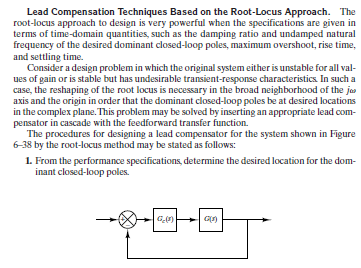 Lead Compensation Techniques Based on the Root-Locus Approach. The
root-locus approach to design is very powerful when the specifications are given in
terms of time-domain quantities, such as the damping ratio and undamped natural
frequency of the desired dominant closed-loop poles, maximum overshoot, rise time,
and settling time.
Consider a design problem in which the original system either is unstable for all val-
ues of gain or is stable but has undesirable transient-response characteristics. In such a
case, the reshaping of the root locus is necessary in the broad neighborhood of the jω
axis and the origin in order that the dominant closed-loop poles be at desired locations
in the complex plane. This problem may be solved by inserting an appropriate lead com-
pensator in cascade with the feedforward transfer function.
The procedures for designing a lead compensator for the system shown in Figure
6–38 by the root-locus method may be stated as follows:
1. From the performance specifications, determine the desired location for the dom-
inant closed-loop poles.
+ Gc(s) G(s)
−